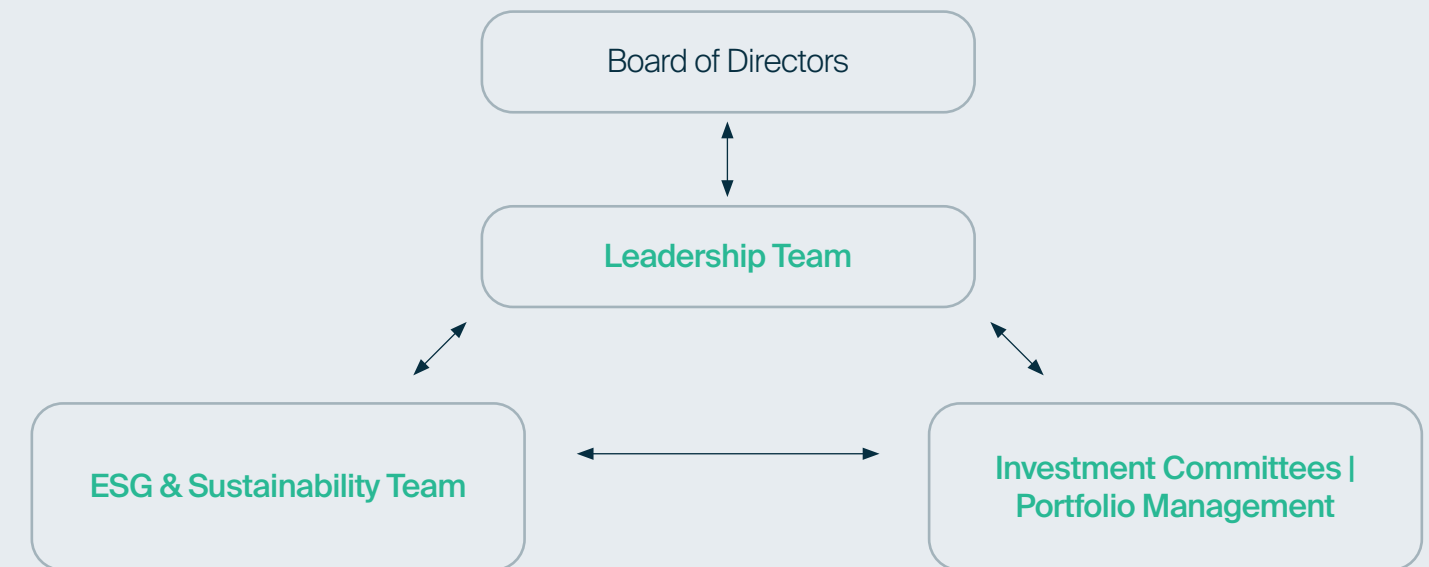 Board of Directors
Leadership Team
ESG & Sustainability Team
Investment Committees |
Portfolio Management